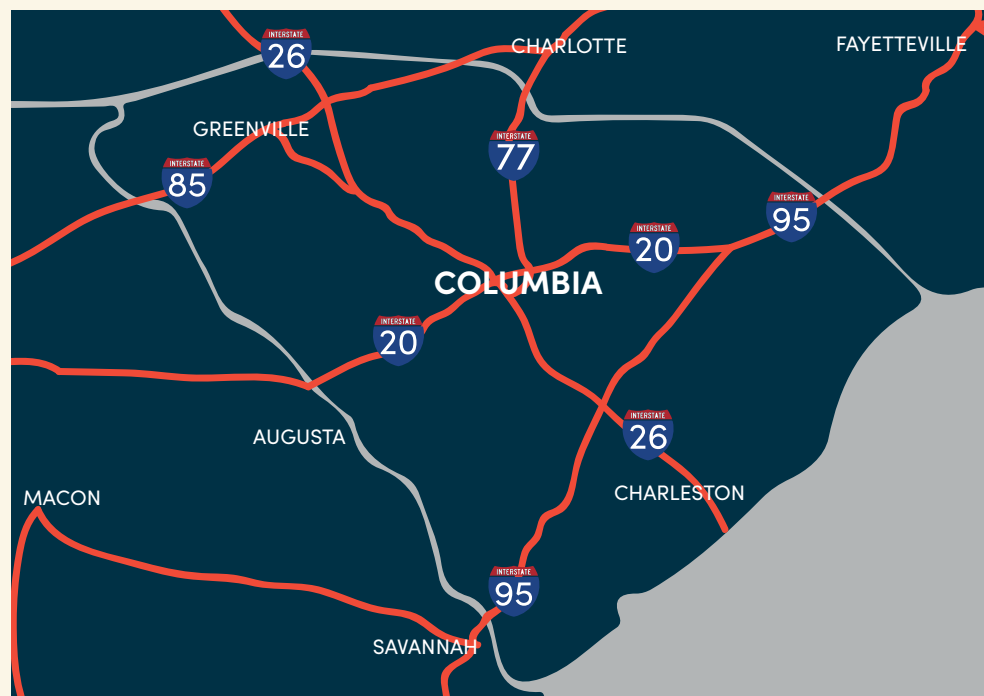 INTERSTATE
26
CHARLOTTE
FAYETTEVILLE
GREENVILLE
INTERSTATE
77
INTERSTATE
85
INTERSTATE
95
INTERSTATE
20
COLUMBIA
INTERSTATE
20
AUGUSTA
INTERSTATE
26
MACON
CHARLESTON
INTERSTATE
95
SAVANNAH